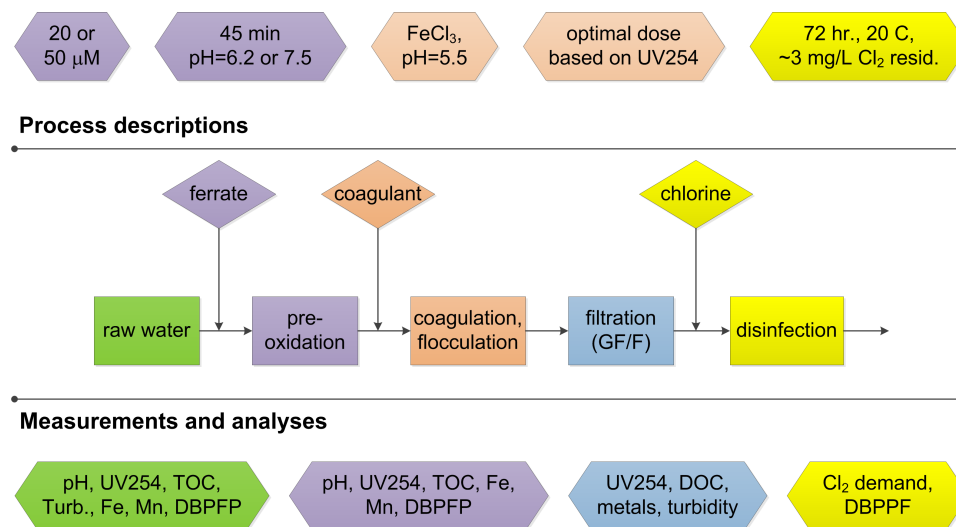 20 or
50 μM
45 min
pH=6.2 or 7.5
FeCl3,
pH=5.5
optimal dose
based on UV254
72 hr., 20 C,
~3 mg/L Cl2 resid.
Process descriptions
ferrate
coagulant
chlorine
raw water
pre-
oxidation
coagulation,
flocculation
filtration
(GF/F)
disinfection
Measurements and analyses
pH, UV254, TOC,
Turb., Fe, Mn, DBPFP
pH, UV254, TOC, Fe,
Mn, DBPFP
UV254, DOC,
metals, turbidity
Cl2 demand,
DBPPF